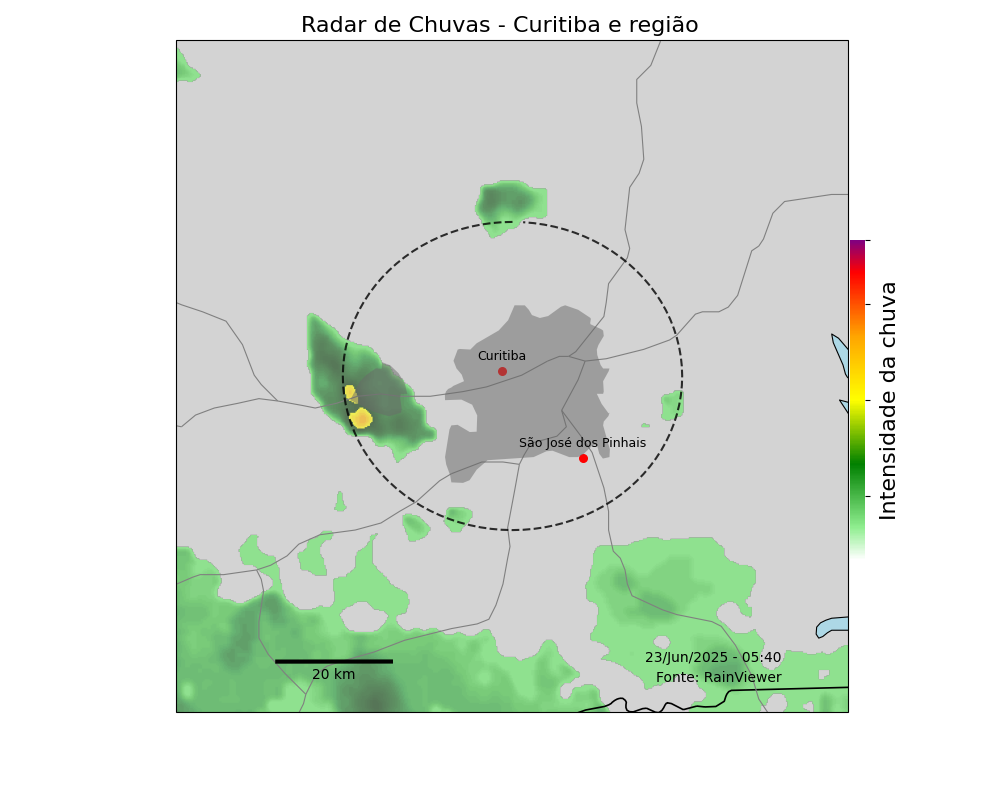 Radar de Chuvas - Curitiba e região
Curitiba
São José dos Pinhais
Intensidade da chuva
23/Jun/2025 - 05:40
20 km
Fonte: RainViewer